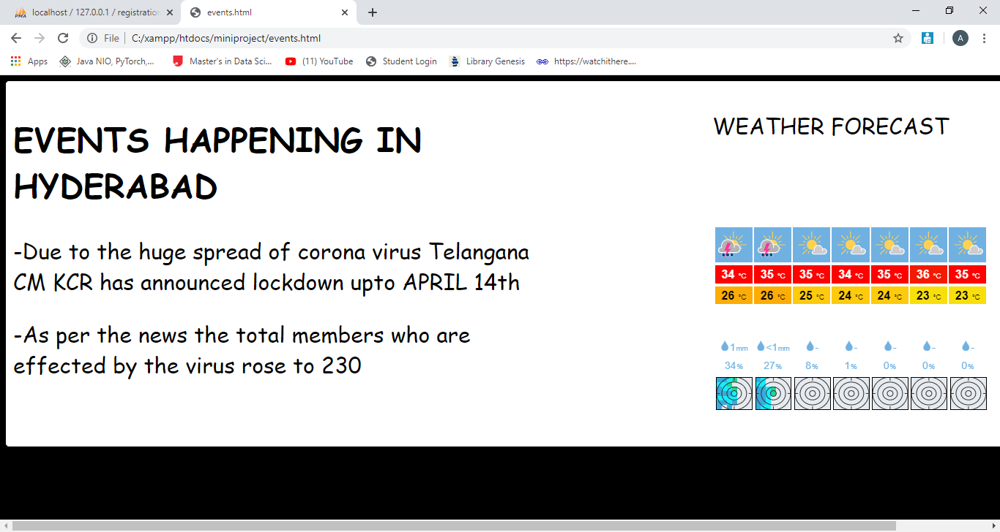 localhost / 127.0.0.1 / registration
events.html
File
C:/xampp/htdocs/miniproject/events.html
A
Apps
Java NIO, PyTorch,...
Master's in Data Sci...
(11) YouTube
Student Login
Library Genesis
https://watchithere....
EVENTS HAPPENING IN
HYDERABAD
-Due to the huge spread of corona virus Telangana
CM KCR has announced lockdown upto APRIL 14th
-As per the news the total members who are
effected by the virus rose to 230
WEATHER FORECAST
34 °C 35 °C 35 °C 34 °C 35 °C 36 °C 35 °C
26 °C 26 °C 25 °C 24 °C 24 °C 23 °C 23 °C
1mm <1mm - - - - -
34% 27% 8% 1% 0% 0% 0%